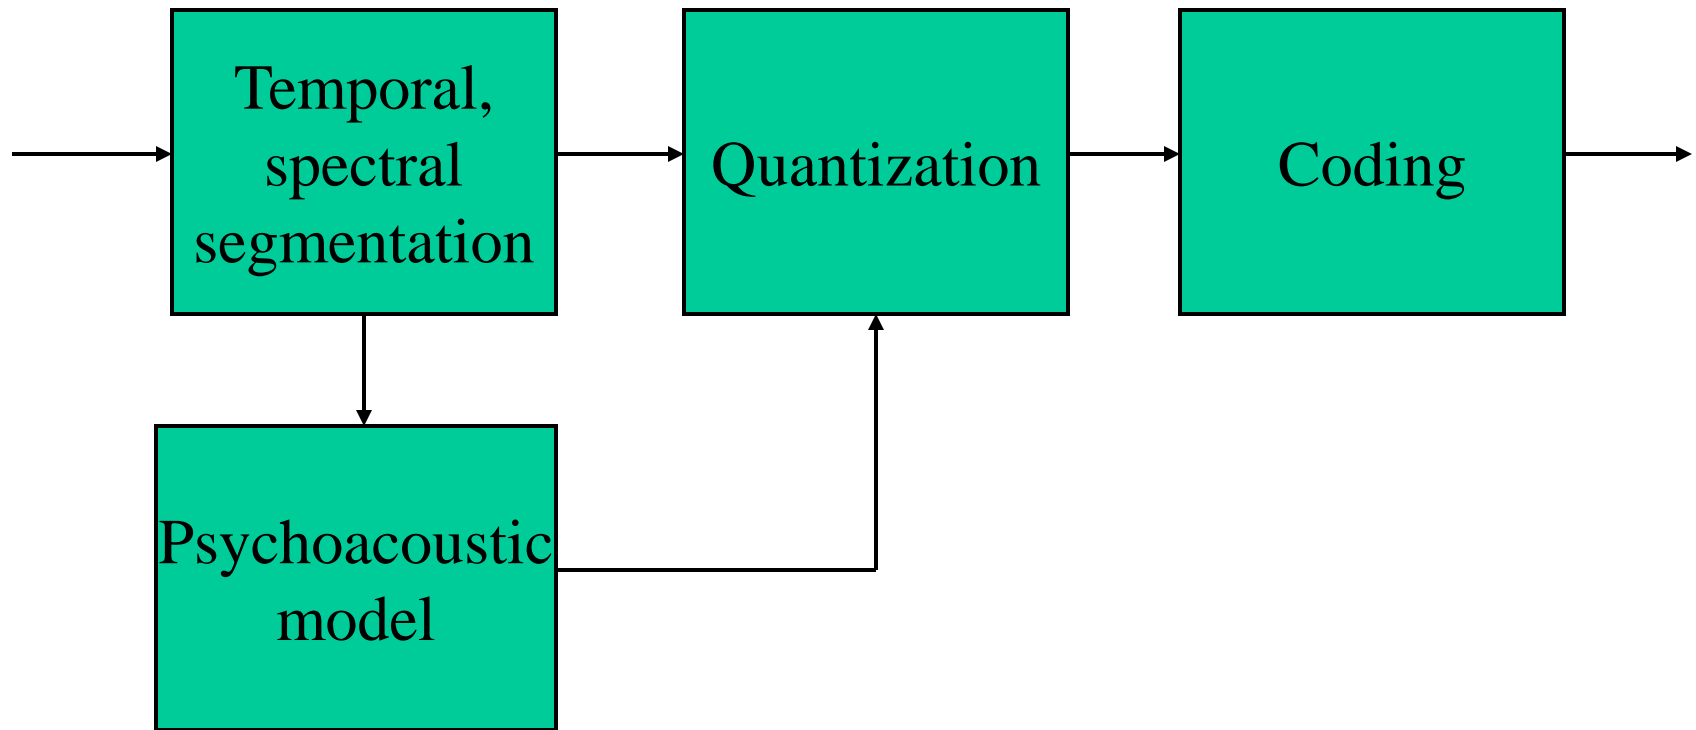 Temporal,
spectral
segmentation
Quantization
Coding
Psychoacoustic
model